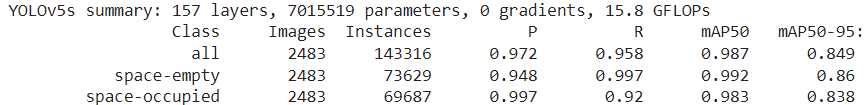 YOLOv5s summary: 157 layers, 7015519 parameters, 0 gradients, 15.8 GFLOPs
Class Images Instances P R mAP50 mAP50-95:
all 2483 143316 0.972 0.958 0.987 0.849
space-empty 2483 73629 0.948 0.997 0.992 0.86
space-occupied 2483 69687 0.997 0.92 0.983 0.838